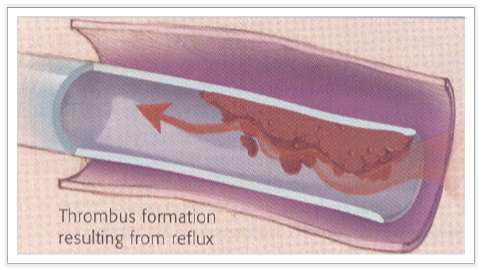 Thrombus formation
resulting from reflux